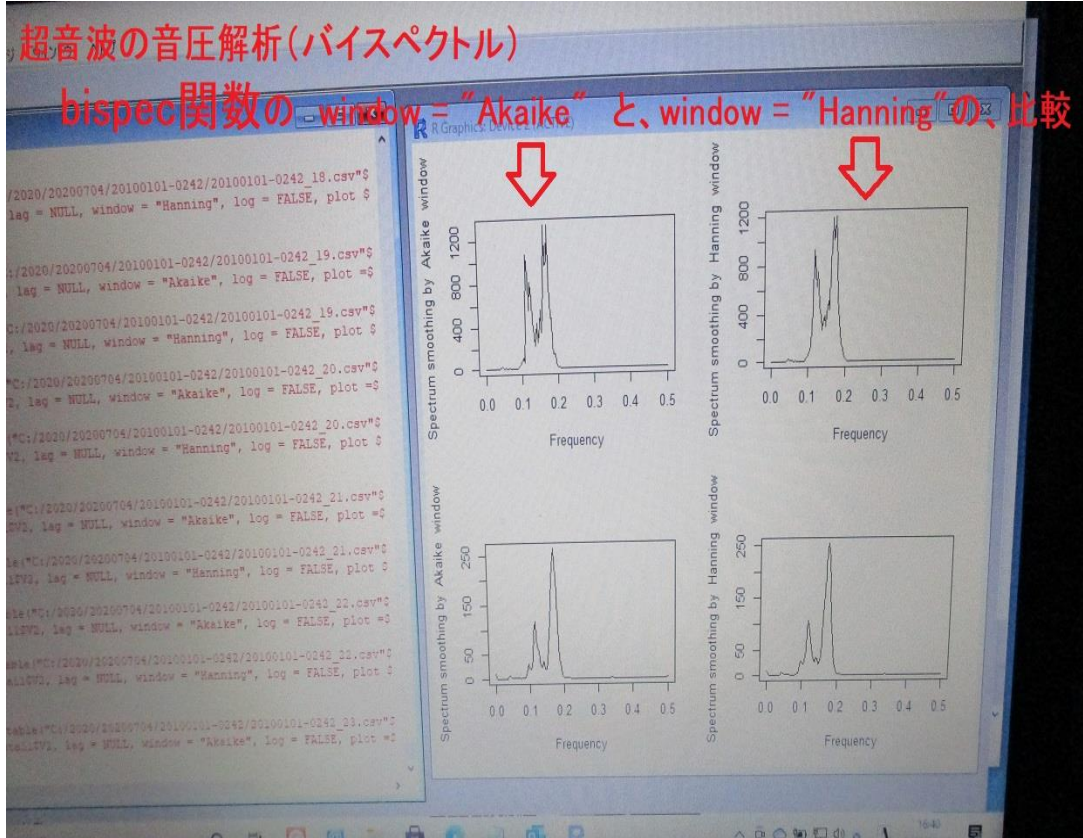 超音波の音圧解析(バイスペクトル)
bispec関数の window = "Akaike" と、window = "Hanning"の、比較
R Graphics: Device 2 (ACTIVE)
/2020/20200704/20100101-0242/20100101-0242_18.csv"$
lag = NULL, window = "Hanning", log = FALSE, plot $
:/2020/20200704/20100101-0242/20100101-0242_19.csv"$
lag = NULL, window = "Akaike", log = FALSE, plot =$
C:/2020/20200704/20100101-0242/20100101-0242_19.csv"$
, lag = NULL, window = "Hanning", log = FALSE, plot $
"C:/2020/20200704/20100101-0242/20100101-0242_20.csv"$
V2, lag = NULL, window = "Akaike", log = FALSE, plot =$
("C:/2020/20200704/20100101-0242/20100101-0242_20.csv"$
V2, lag = NULL, window = "Hanning", log = FALSE, plot $
e("C:/2020/20200704/20100101-0242/20100101-0242_21.csv"$
$V3, lag = NULL, window = "Akaike", log = FALSE, plot =$
le("C:/2020/20200704/20100101-0242/20100101-0242_21.csv"$
$V3, lag = NULL, window = "Hanning", log = FALSE, plot $
ble("C:/2020/20200704/20100101-0242/20100101-0242_22.csv"$
$V2, lag = NULL, window = "Akaike", log = FALSE, plot =$
able("C:/2020/20200704/20100101-0242/20100101-0242_22.csv"$
$V2, lag = NULL, window = "Hanning", log = FALSE, plot $
table("C:/2020/20200704/20100101-0242/20100101-0242_23.csv"$
$V2, lag = NULL, window = "Akaike", log = FALSE, plot =$
Spectrum smoothing by Akaike window
0 400 800 1200
0.0 0.1 0.2 0.3 0.4 0.5
Frequency
Spectrum smoothing by Hanning window
0 400 800 1200
0.0 0.1 0.2 0.3 0.4 0.5
Frequency
Spectrum smoothing by Akaike window
0 50 150 250
0.0 0.1 0.2 0.3 0.4 0.5
Frequency
Spectrum smoothing by Hanning window
0 50 150 250
0.0 0.1 0.2 0.3 0.4 0.5
Frequency
16:40